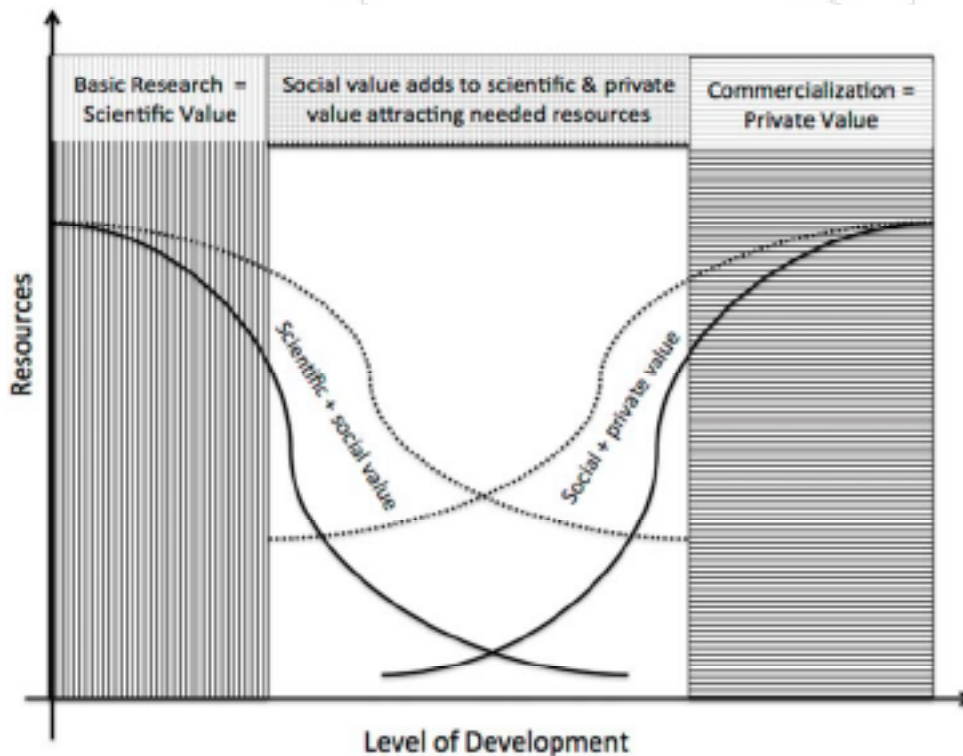 Basic Research =
Scientific Value
Social value adds to scientific & private
value attracting needed resources
Commercialization =
Private Value
Resources
Scientific + social value
Social + private value
Level of Development